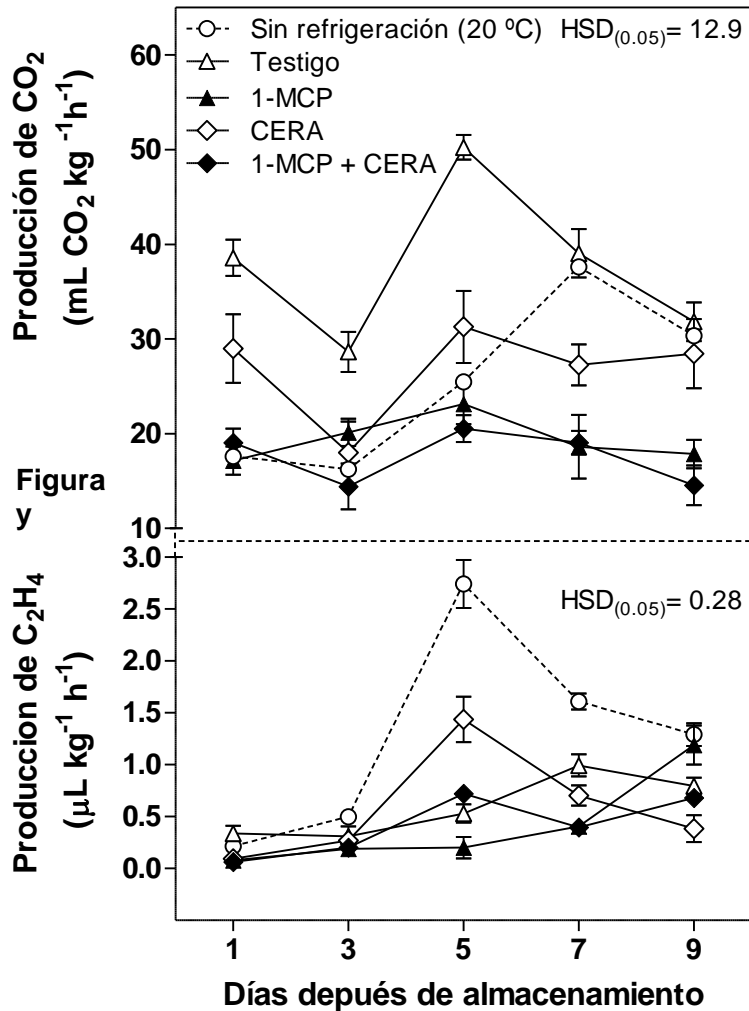 Sin refrigeración (20 ºC) HSD(0.05)= 12.9
Testigo
1-MCP
CERA
1-MCP + CERA
Producción de CO2
(mL CO2 kg -1h-1)
60
50
40
30
20
10
Figura
y
Produccion de C2H4
(μL kg-1 h-1)
HSD(0.05)= 0.28
3.0
2.5
2.0
1.5
1.0
0.5
0.0
1 3 5 7 9
Días depués de almacenamiento